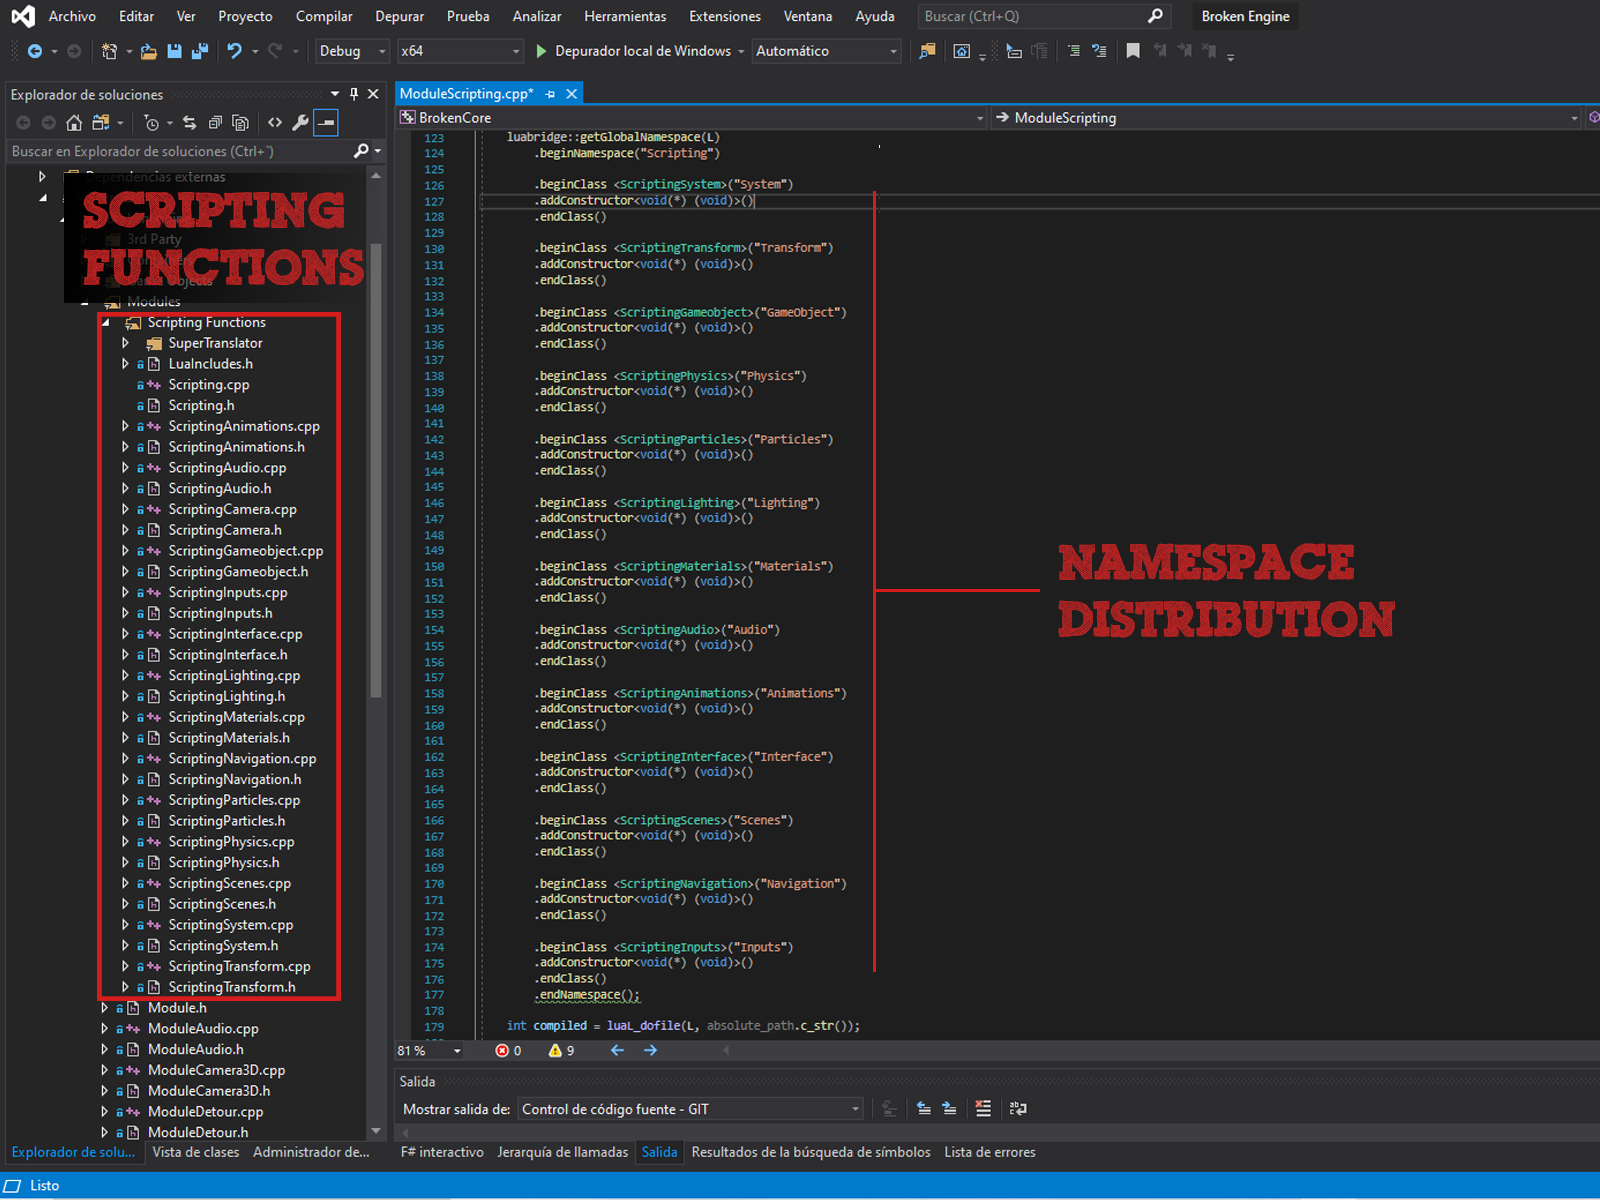 Archivo Editar Ver Proyecto Compilar Depurar Prueba Analizar Herramientas Extensiones Ventana Ayuda Buscar (Ctrl+Q) Broken Engine
Debug x64 Depurador local de Windows Automático
Explorador de soluciones
Buscar en Explorador de soluciones (Ctrl+`)
Dependencias externas
SCRIPTING
FUNCTIONS
3rd Party
Objects
Modules
Scripting Functions
SuperTranslator
LuaIncludes.h
Scripting.cpp
Scripting.h
ScriptingAnimations.cpp
ScriptingAnimations.h
ScriptingAudio.cpp
ScriptingAudio.h
ScriptingCamera.cpp
ScriptingCamera.h
ScriptingGameobject.cpp
ScriptingGameobject.h
ScriptingInputs.cpp
ScriptingInputs.h
ScriptingInterface.cpp
ScriptingInterface.h
ScriptingLighting.cpp
ScriptingLighting.h
ScriptingMaterials.cpp
ScriptingMaterials.h
ScriptingNavigation.cpp
ScriptingNavigation.h
ScriptingParticles.cpp
ScriptingParticles.h
ScriptingPhysics.cpp
ScriptingPhysics.h
ScriptingScenes.cpp
ScriptingScenes.h
ScriptingSystem.cpp
ScriptingSystem.h
ScriptingTransform.cpp
ScriptingTransform.h
Module.h
ModuleAudio.cpp
ModuleAudio.h
ModuleCamera3D.cpp
ModuleCamera3D.h
ModuleDetour.cpp
ModuleDetour.h
Explorador de solu... Vista de clases Administrador de...
ModuleScripting.cpp*
BrokenCore ModuleScripting
123 luabridge::getGlobalNamespace(L)
124 .beginNamespace("Scripting")
125
126 .beginClass <ScriptingSystem>("System")
127 .addConstructor<void(*) (void)>()
128 .endClass()
129
130 .beginClass <ScriptingTransform>("Transform")
131 .addConstructor<void(*) (void)>()
132 .endClass()
133
134 .beginClass <ScriptingGameobject>("GameObject")
135 .addConstructor<void(*) (void)>()
136 .endClass()
137
138 .beginClass <ScriptingPhysics>("Physics")
139 .addConstructor<void(*) (void)>()
140 .endClass()
141
142 .beginClass <ScriptingParticles>("Particles")
143 .addConstructor<void(*) (void)>()
144 .endClass()
145
146 .beginClass <ScriptingLighting>("Lighting")
147 .addConstructor<void(*) (void)>()
148 .endClass()
149
150 .beginClass <ScriptingMaterials>("Materials")
151 .addConstructor<void(*) (void)>()
152 .endClass()
153
154 .beginClass <ScriptingAudio>("Audio")
155 .addConstructor<void(*) (void)>()
156 .endClass()
157
158 .beginClass <ScriptingAnimations>("Animations")
159 .addConstructor<void(*) (void)>()
160 .endClass()
161
162 .beginClass <ScriptingInterface>("Interface")
163 .addConstructor<void(*) (void)>()
164 .endClass()
165
166 .beginClass <ScriptingScenes>("Scenes")
167 .addConstructor<void(*) (void)>()
168 .endClass()
169
170 .beginClass <ScriptingNavigation>("Navigation")
171 .addConstructor<void(*) (void)>()
172 .endClass()
173
174 .beginClass <ScriptingInputs>("Inputs")
175 .addConstructor<void(*) (void)>()
176 .endClass()
177 .endNamespace();
178
179 int compiled = luaL_dofile(L, absolute_path.c_str());
NAMESPACE
DISTRIBUTION
81 % 0 9
Salida
Mostrar salida de: Control de código fuente - GIT
F# interactivo Jerarquía de llamadas Salida Resultados de la búsqueda de símbolos Lista de errores
Listo